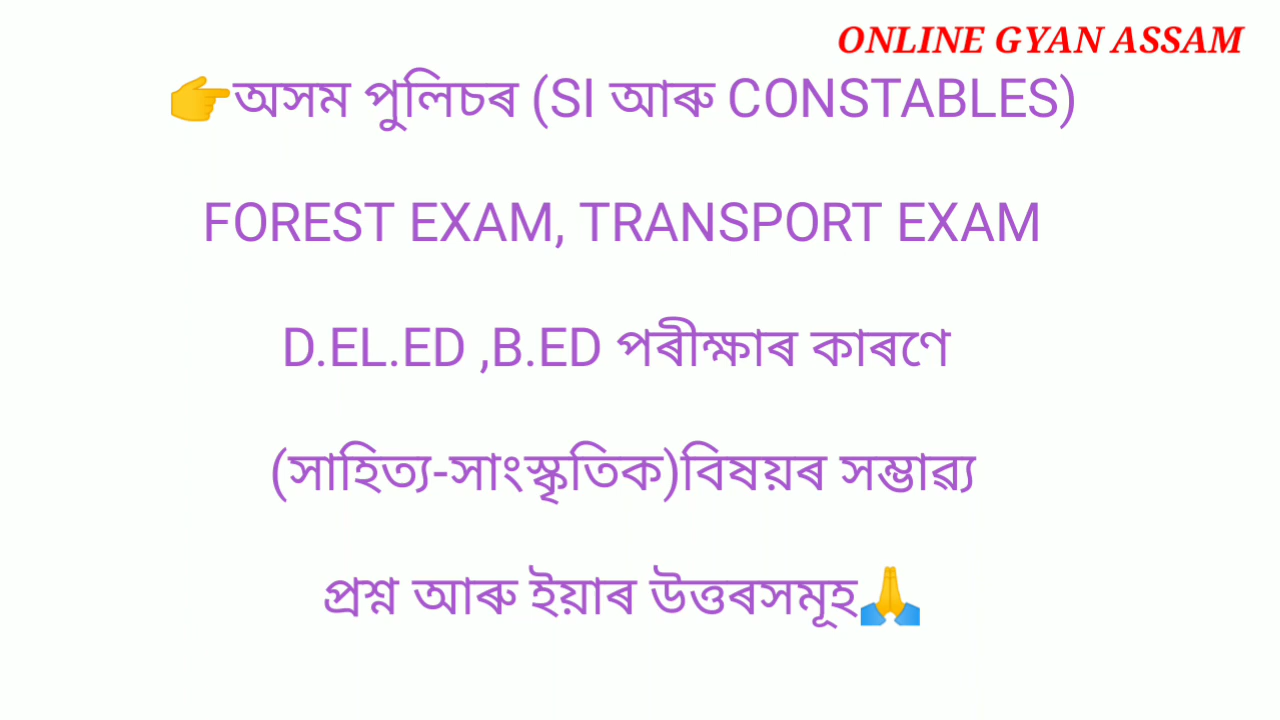 ONLINE GYAN ASSAM
👉অসম পুলিচৰ (SI আৰু CONSTABLES)
FOREST EXAM, TRANSPORT EXAM
D.EL.ED ,B.ED পৰীক্ষাৰ কাৰণে
(সাহিত্য-সাংস্কৃতিক)বিষয়ৰ সম্ভাৱ্য
প্ৰশ্ন আৰু ইয়াৰ উত্তৰসমূহ🙏